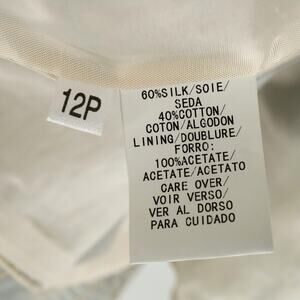 12P
60%SILK/SOIE/
SEDA
40%COTTON/
COTON/ALGODON
LINING/DOUBLURE/
FORRO:
100%ACETATE/
ACETATE/ACETATO
CARE OVER/
VOIR VERSO/
VER AL DORSO
PARA CUIDADO